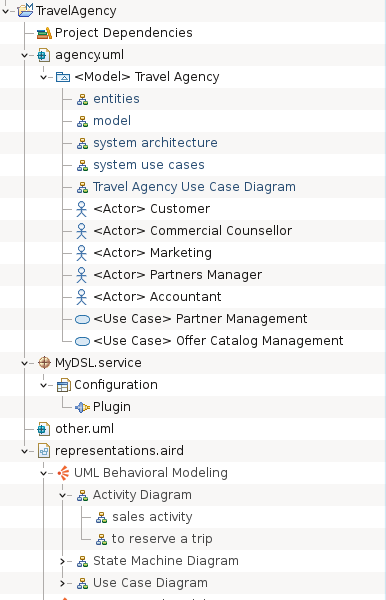 TravelAgency
Project Dependencies
agency.uml
<Model> Travel Agency
entities
model
system architecture
system use cases
Travel Agency Use Case Diagram
<Actor> Customer
<Actor> Commercial Counsellor
<Actor> Marketing
<Actor> Partners Manager
<Actor> Accountant
<Use Case> Partner Management
<Use Case> Offer Catalog Management
MyDSL.service
Configuration
Plugin
other.uml
representations.aird
UML Behavioral Modeling
Activity Diagram
sales activity
to reserve a trip
State Machine Diagram
Use Case Diagram